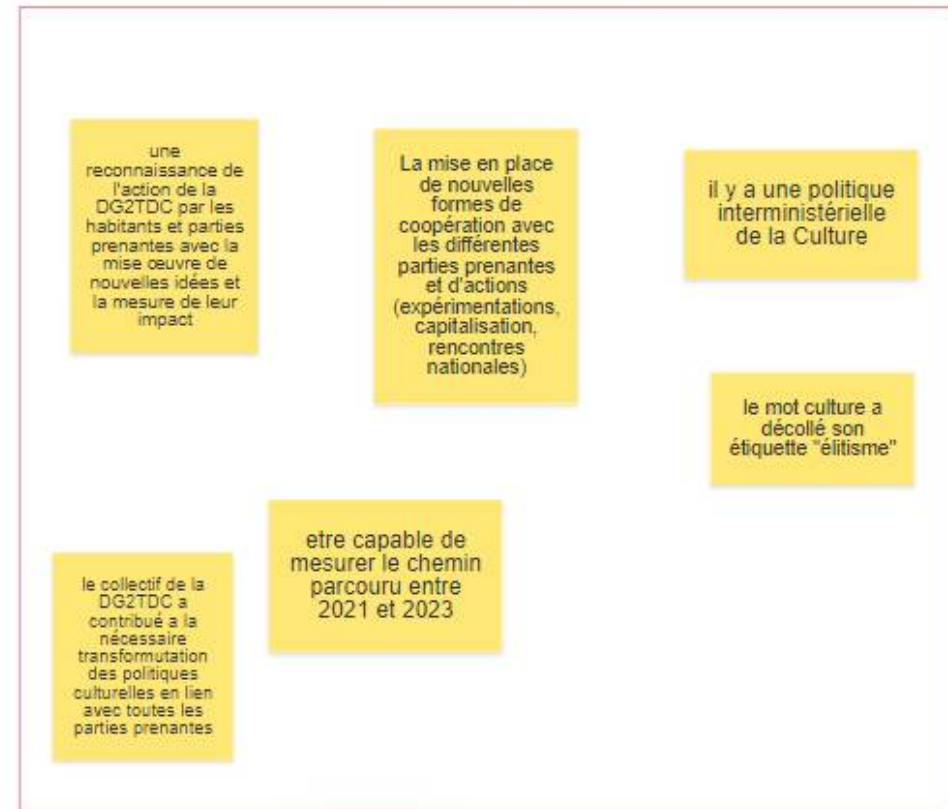 une
reconnaissance de
l'action de la
DG2TDC par les
habitants et parties
prenantes avec la
mise œuvre de
nouvelles idées et
la mesure de leur
impact
La mise en place
de nouvelles
formes de
coopération avec
les différentes
parties prenantes
et d'actions
(expérimentations,
capitalisation,
rencontres
nationales)
il y a une politique
interministérielle
de la Culture
le mot culture a
décollé son
étiquette "élitisme"
etre capable de
mesurer le chemin
parcouru entre
2021 et 2023
le collectif de la
DG2TDC a
contribué a la
nécessaire
transformutation
des politiques
culturelles en lien
avec toutes les
parties prenantes